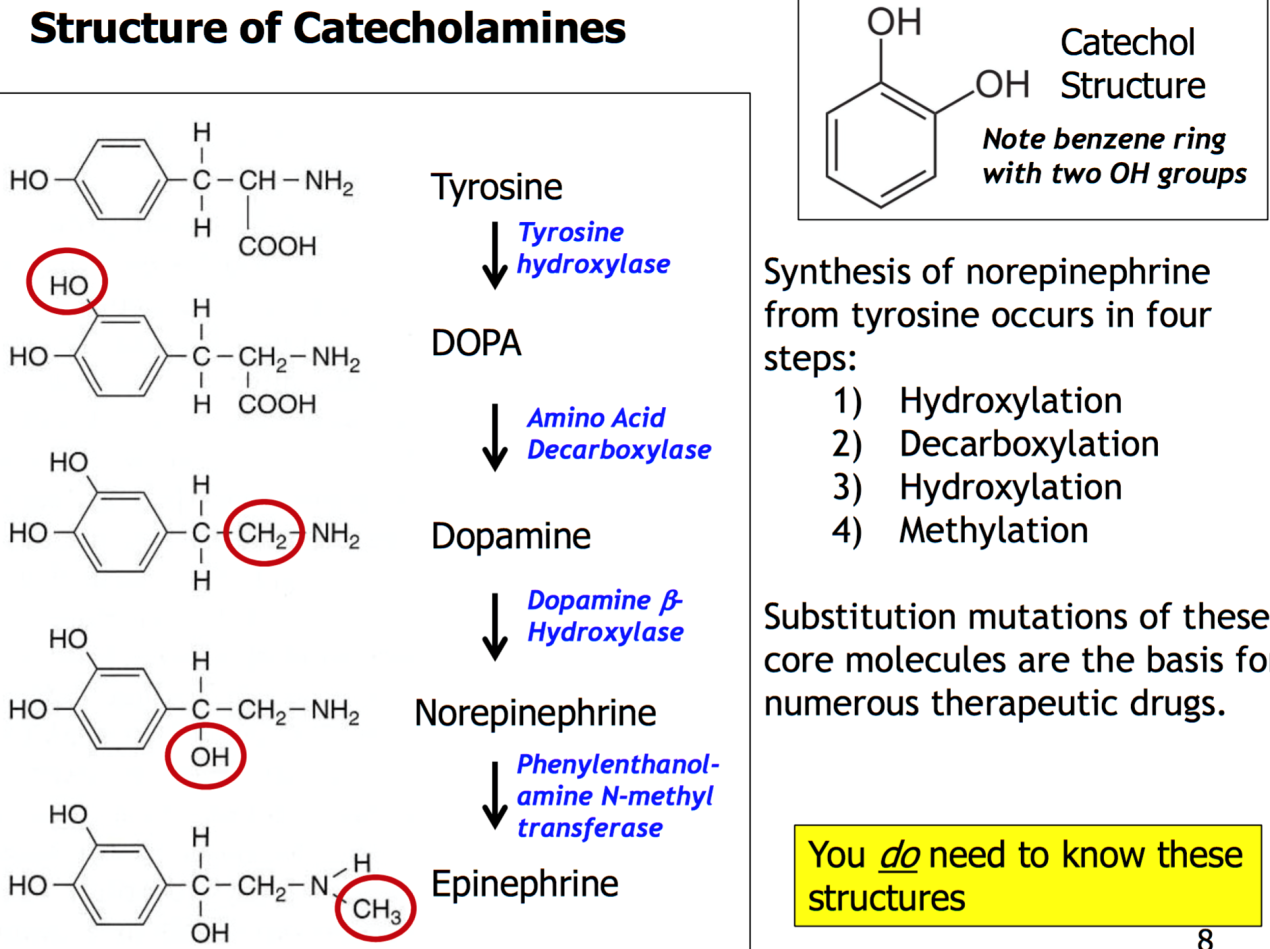 Structure of Catecholamines
OH
OH
Catechol
Structure
Note benzene ring
with two OH groups
H
HO
C – CH – NH₂
H
COOH
Tyrosine
Tyrosine
hydroxylase
HO
H
HO
C – CH₂ – NH₂
H
COOH
DOPA
Amino Acid
Decarboxylase
HO
H
HO
C – CH₂ – NH₂
H
Dopamine
Dopamine β-
Hydroxylase
HO
H
HO
C – CH₂ – NH₂
OH
Norepinephrine
Phenylenthanol-
amine N-methyl
transferase
HO
H
H
HO
C – CH₂ – N
CH₃
OH
Epinephrine
Synthesis of norepinephrine
from tyrosine occurs in four
steps:
1) Hydroxylation
2) Decarboxylation
3) Hydroxylation
4) Methylation
Substitution mutations of these
core molecules are the basis for
numerous therapeutic drugs.
You do need to know these
structures
8